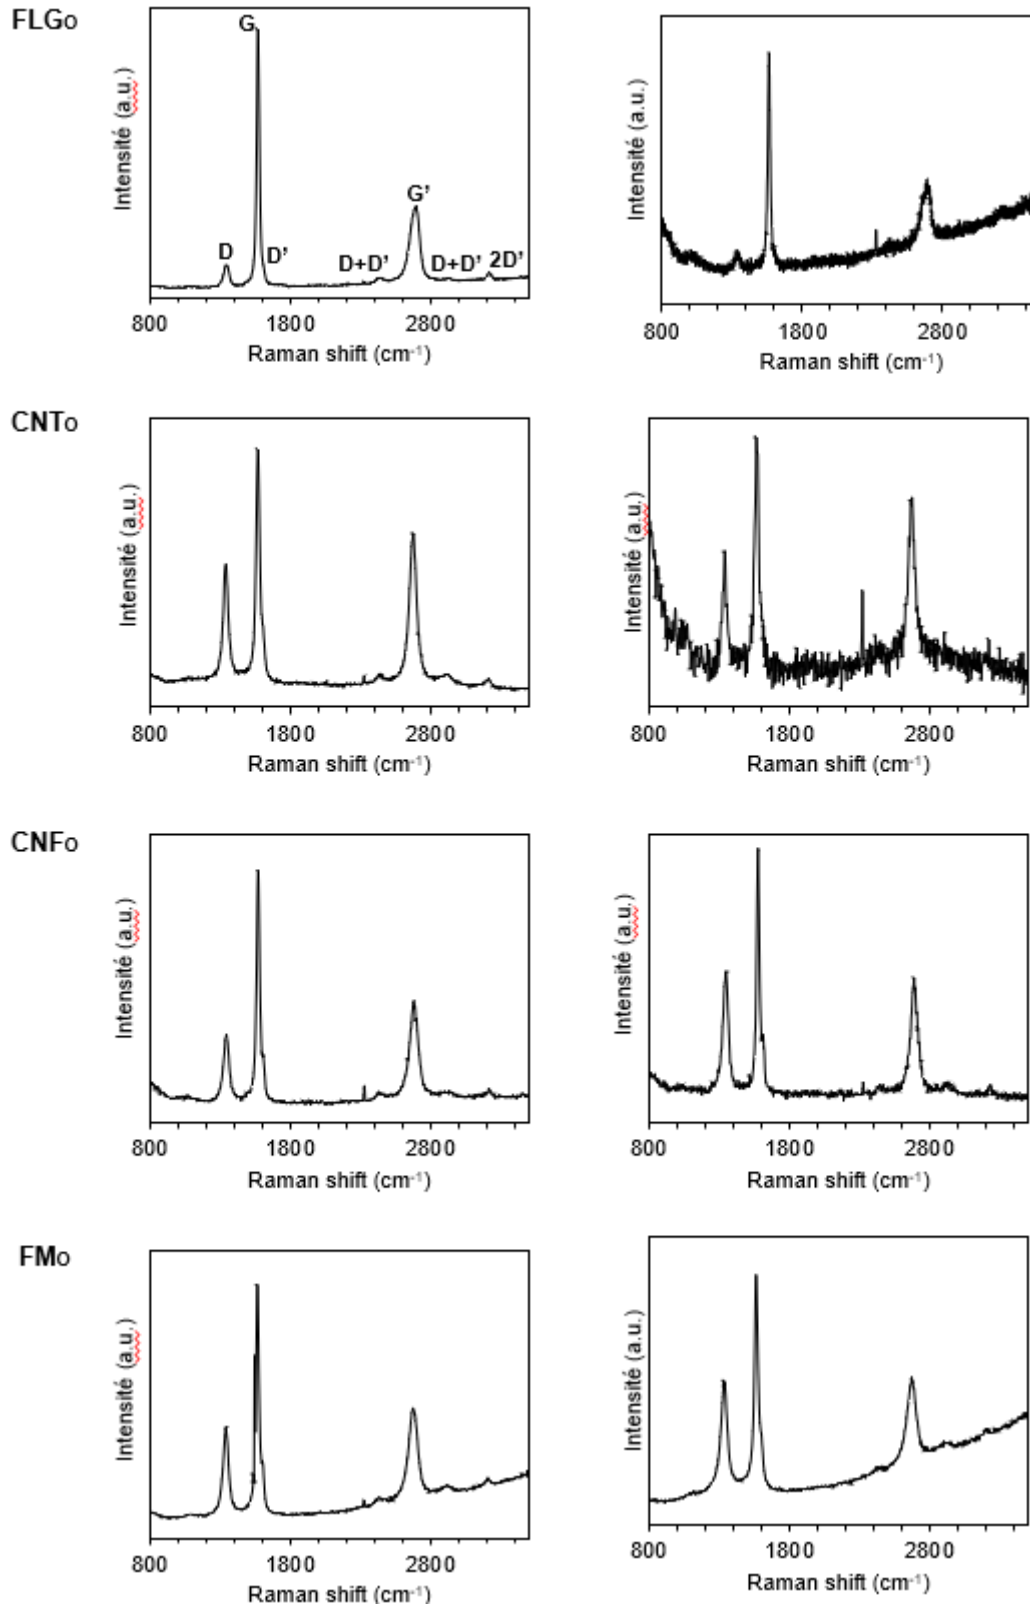 FLGo
G
G'
D
D'
D+D'
D+D'
2D'
Intensité (a.u.)
800 1800 2800
Raman shift (cm⁻¹)
Intensité (a.u.)
800 1800 2800
Raman shift (cm⁻¹)
CNTo
Intensité (a.u.)
800 1800 2800
Raman shift (cm⁻¹)
Intensité (a.u.)
800 1800 2800
Raman shift (cm⁻¹)
CNFo
Intensité (a.u.)
800 1800 2800
Raman shift (cm⁻¹)
Intensité (a.u.)
800 1800 2800
Raman shift (cm⁻¹)
FMo
Intensité (a.u.)
800 1800 2800
Raman shift (cm⁻¹)
Intensité (a.u.)
800 1800 2800
Raman shift (cm⁻¹)